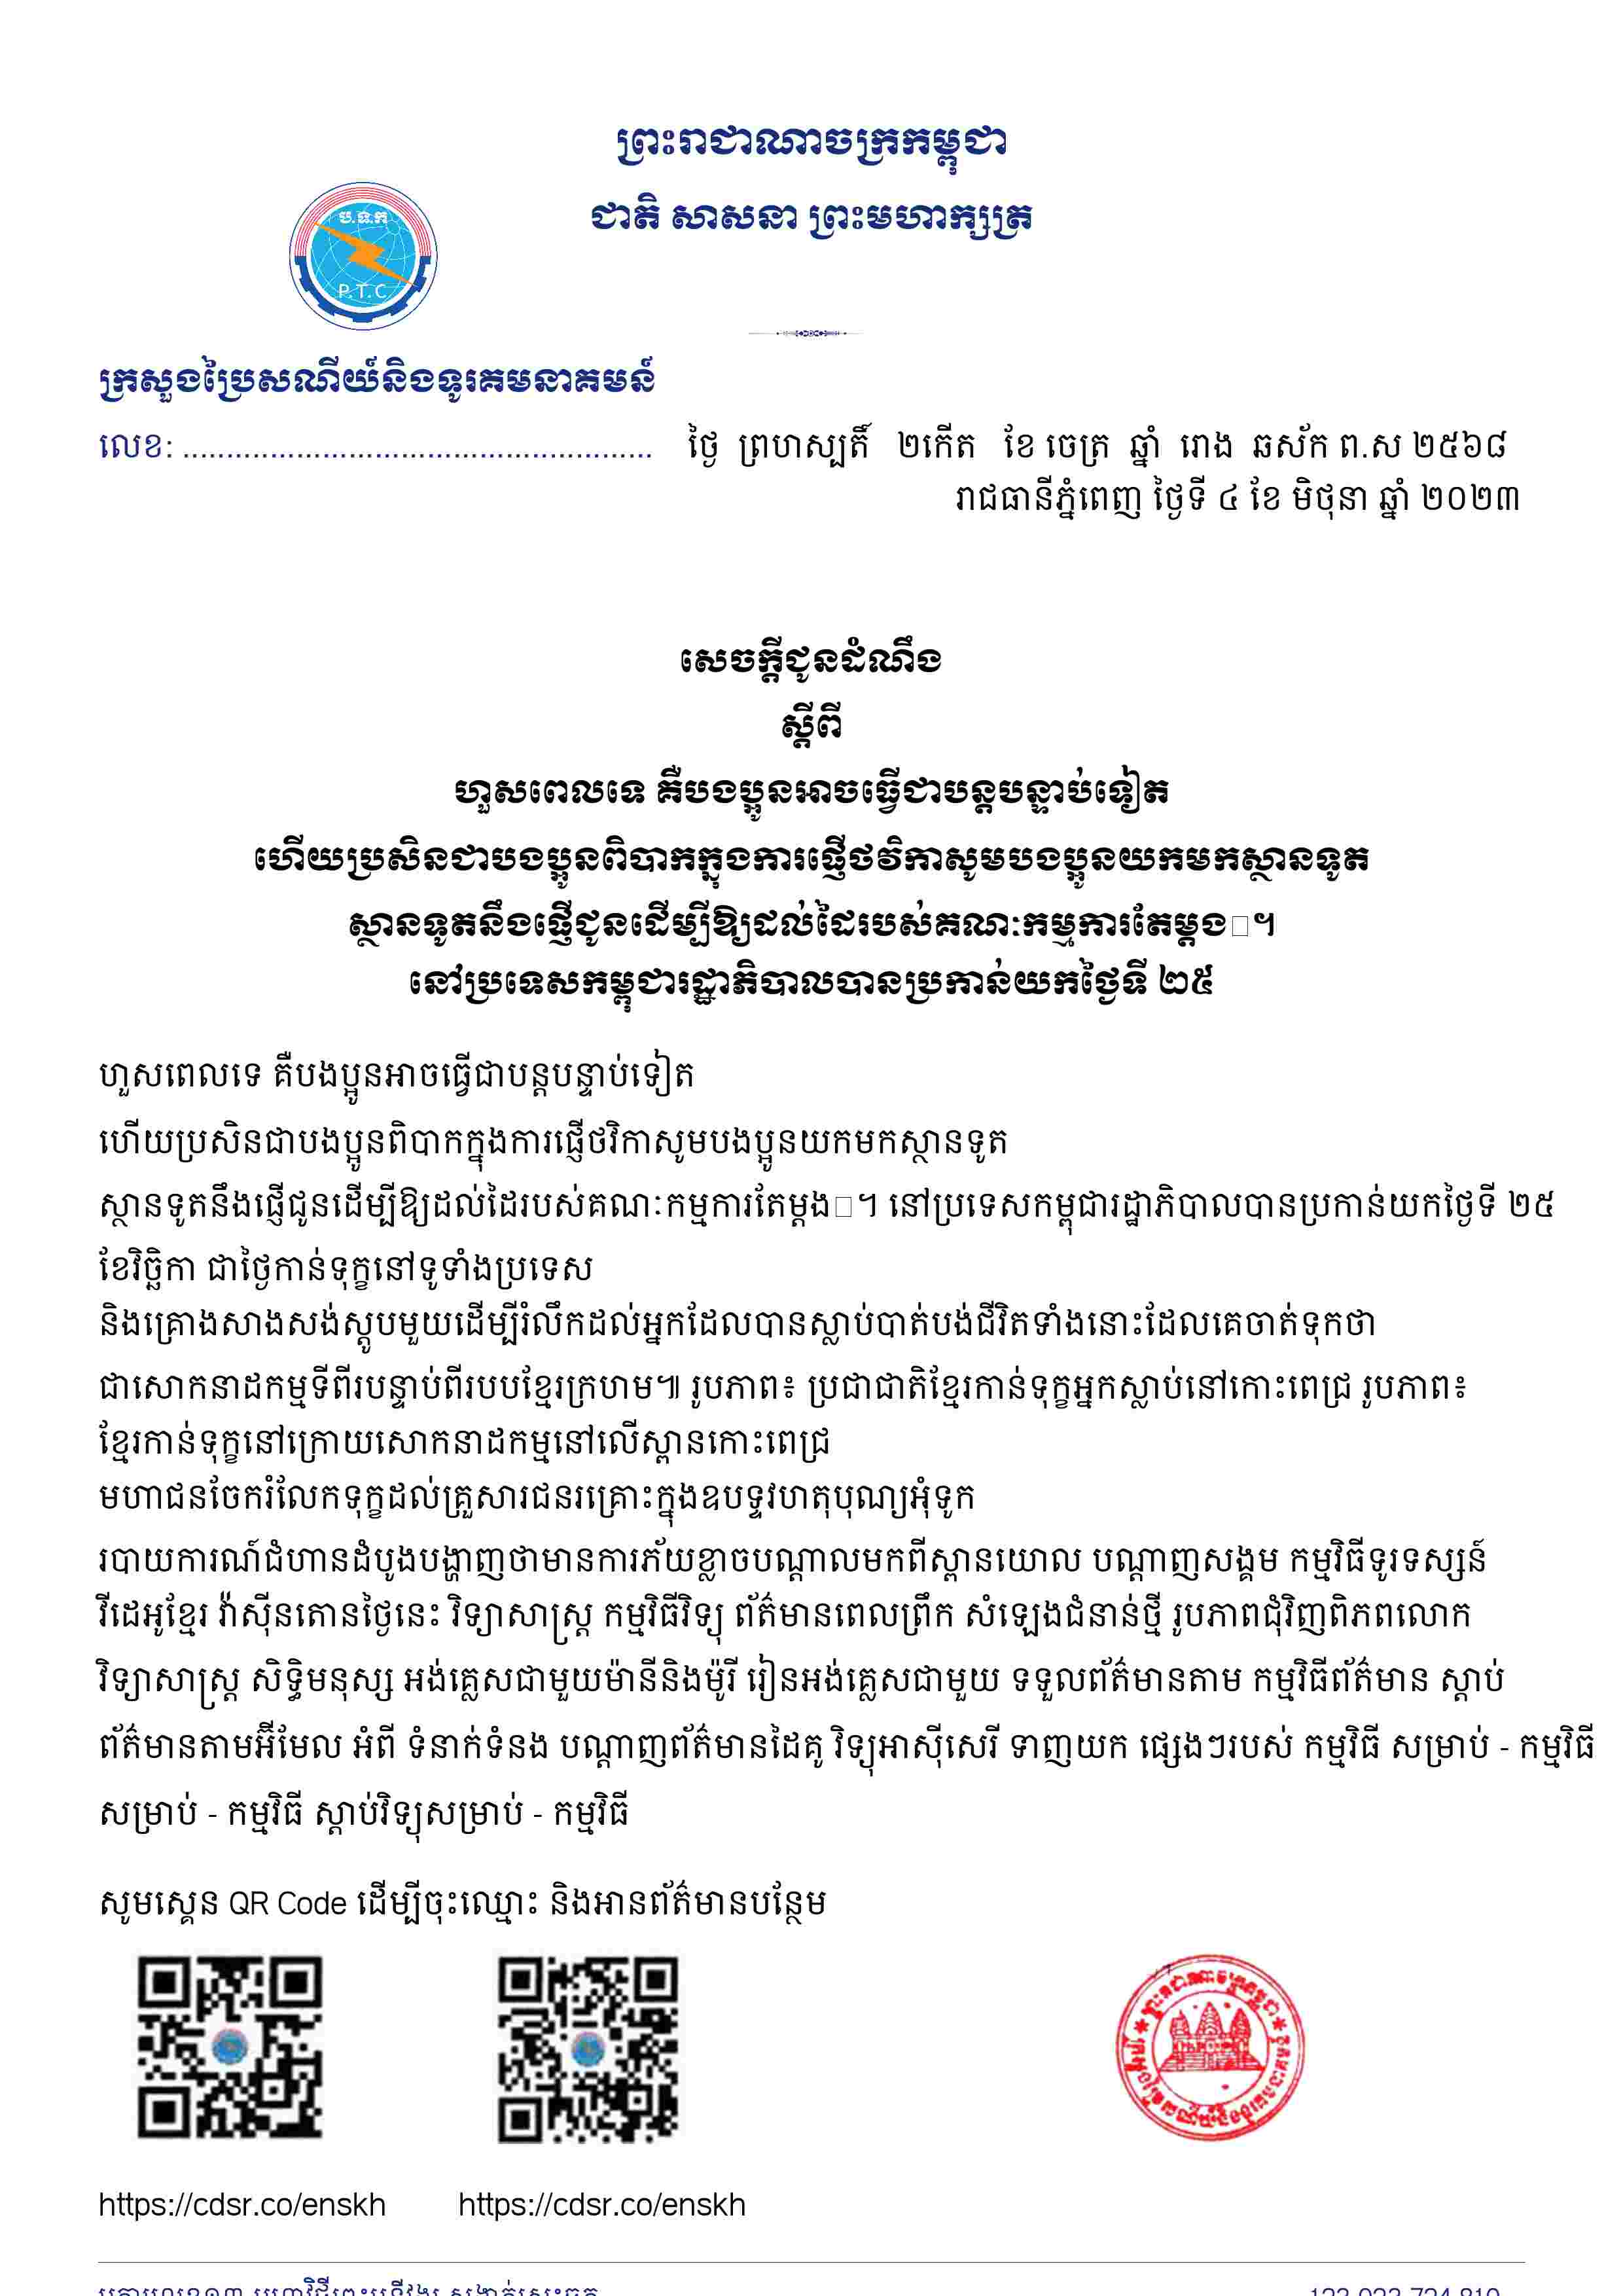 ព្រះរាជាណាចក្រកម្ពុជា
ជាតិ សាសនា ព្រះមហាក្សត្រ
ប.ទ.ក
P.T.C
ក្រសួងប្រៃសណីយ៍និងទូរគមនាគមន៍
លេខ: ......................................................
ថ្ងៃ ព្រហស្បតិ៍ ២កើត ខែ ចេត្រ ឆ្នាំ រោង ឆស័ក ព.ស ២៥៦៨
រាជធានីភ្នំពេញ ថ្ងៃទី ៤ ខែ មិថុនា ឆ្នាំ ២០២៣
សេចក្តីជូនដំណឹង
ស្តីពី
ហួសពេលទេ គឺបងប្អូនអាចធ្វើជាបន្តបន្ទាប់ទៀត
ហើយប្រសិនជាបងប្អូនពិបាកក្នុងការផ្ញើថវិកាសូមបងប្អូនយកមកស្ថានទូត
ស្ថានទូតនឹងផ្ញើជូនដើម្បីឱ្យដល់ដៃរបស់គណៈកម្មការតែម្តង។
នៅប្រទេសកម្ពុជារដ្ឋាភិបាលបានប្រកាន់យកថ្ងៃទី ២៥
ហួសពេលទេ គឺបងប្អូនអាចធ្វើជាបន្តបន្ទាប់ទៀត
ហើយប្រសិនជាបងប្អូនពិបាកក្នុងការផ្ញើថវិកាសូមបងប្អូនយកមកស្ថានទូត
ស្ថានទូតនឹងផ្ញើជូនដើម្បីឱ្យដល់ដៃរបស់គណៈកម្មការតែម្តង។ នៅប្រទេសកម្ពុជារដ្ឋាភិបាលបានប្រកាន់យកថ្ងៃទី ២៥
ខែវិច្ឆិកា ជាថ្ងៃកាន់ទុក្ខនៅទូទាំងប្រទេស
និងគ្រោងសាងសង់ស្តូបមួយដើម្បីរំលឹកដល់អ្នកដែលបានស្លាប់បាត់បង់ជីវិតទាំងនោះដែលគេចាត់ទុកថា
ជាសោកនាដកម្មទីពីរបន្ទាប់ពីរបបខ្មែរក្រហម៕ រូបភាព៖ ប្រជាជាតិខ្មែរកាន់ទុក្ខអ្នកស្លាប់នៅកោះពេជ្រ រូបភាព៖
ខ្មែរកាន់ទុក្ខនៅក្រោយសោកនាដកម្មនៅលើស្ពានកោះពេជ្រ
មហាជនចែករំលែកទុក្ខដល់គ្រួសារជនរគ្រោះក្នុងឧបទ្ទវហតុបុណ្យអុំទូក
របាយការណ៍ជំហានដំបូងបង្ហាញថាមានការភ័យខ្លាចបណ្តាលមកពីស្ពានយោល បណ្តាញសង្គម កម្មវិធីទូរទស្សន៍
វីដេអូខ្មែរ វ៉ាស៊ីនតោនថ្ងៃនេះ វិទ្យាសាស្ត្រ កម្មវិធីវិទ្យុ ព័ត៌មានពេលព្រឹក សំឡេងជំនាន់ថ្មី រូបភាពជុំវិញពិភពលោក
វិទ្យាសាស្ត្រ សិទ្ធិមនុស្ស អង់គ្លេសជាមួយម៉ានីនិងម៉ូរី រៀនអង់គ្លេសជាមួយ ទទួលព័ត៌មានតាម កម្មវិធីព័ត៌មាន ស្តាប់
ព័ត៌មានតាមអ៊ីមែល អំពី ទំនាក់ទំនង បណ្តាញព័ត៌មានដៃគូ វិទ្យុអាស៊ីសេរី ទាញយក ផ្សេងៗរបស់ កម្មវិធី សម្រាប់ - កម្មវិធី
សម្រាប់ - កម្មវិធី ស្តាប់វិទ្យុសម្រាប់ - កម្មវិធី
សូមស្គេន QR Code ដើម្បីចុះឈ្មោះ និងអានព័ត៌មានបន្ថែម
https://cdsr.co/enskh https://cdsr.co/enskh